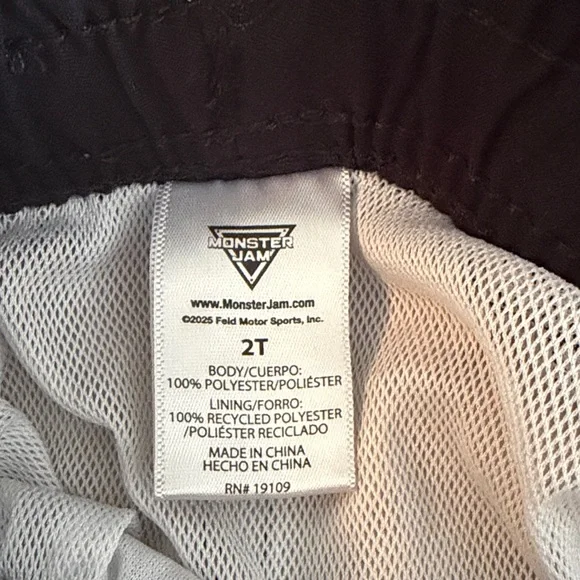 MONSTER
JAM
www.MonsterJam.com
©2025 Feld Motor Sports, Inc.
2T
BODY/CUERPO:
100% POLYESTER/POLIÉSTER
LINING/FORRO:
100% RECYCLED POLYESTER
/POLIÉSTER RECICLADO
MADE IN CHINA
HECHO EN CHINA
RN# 19109